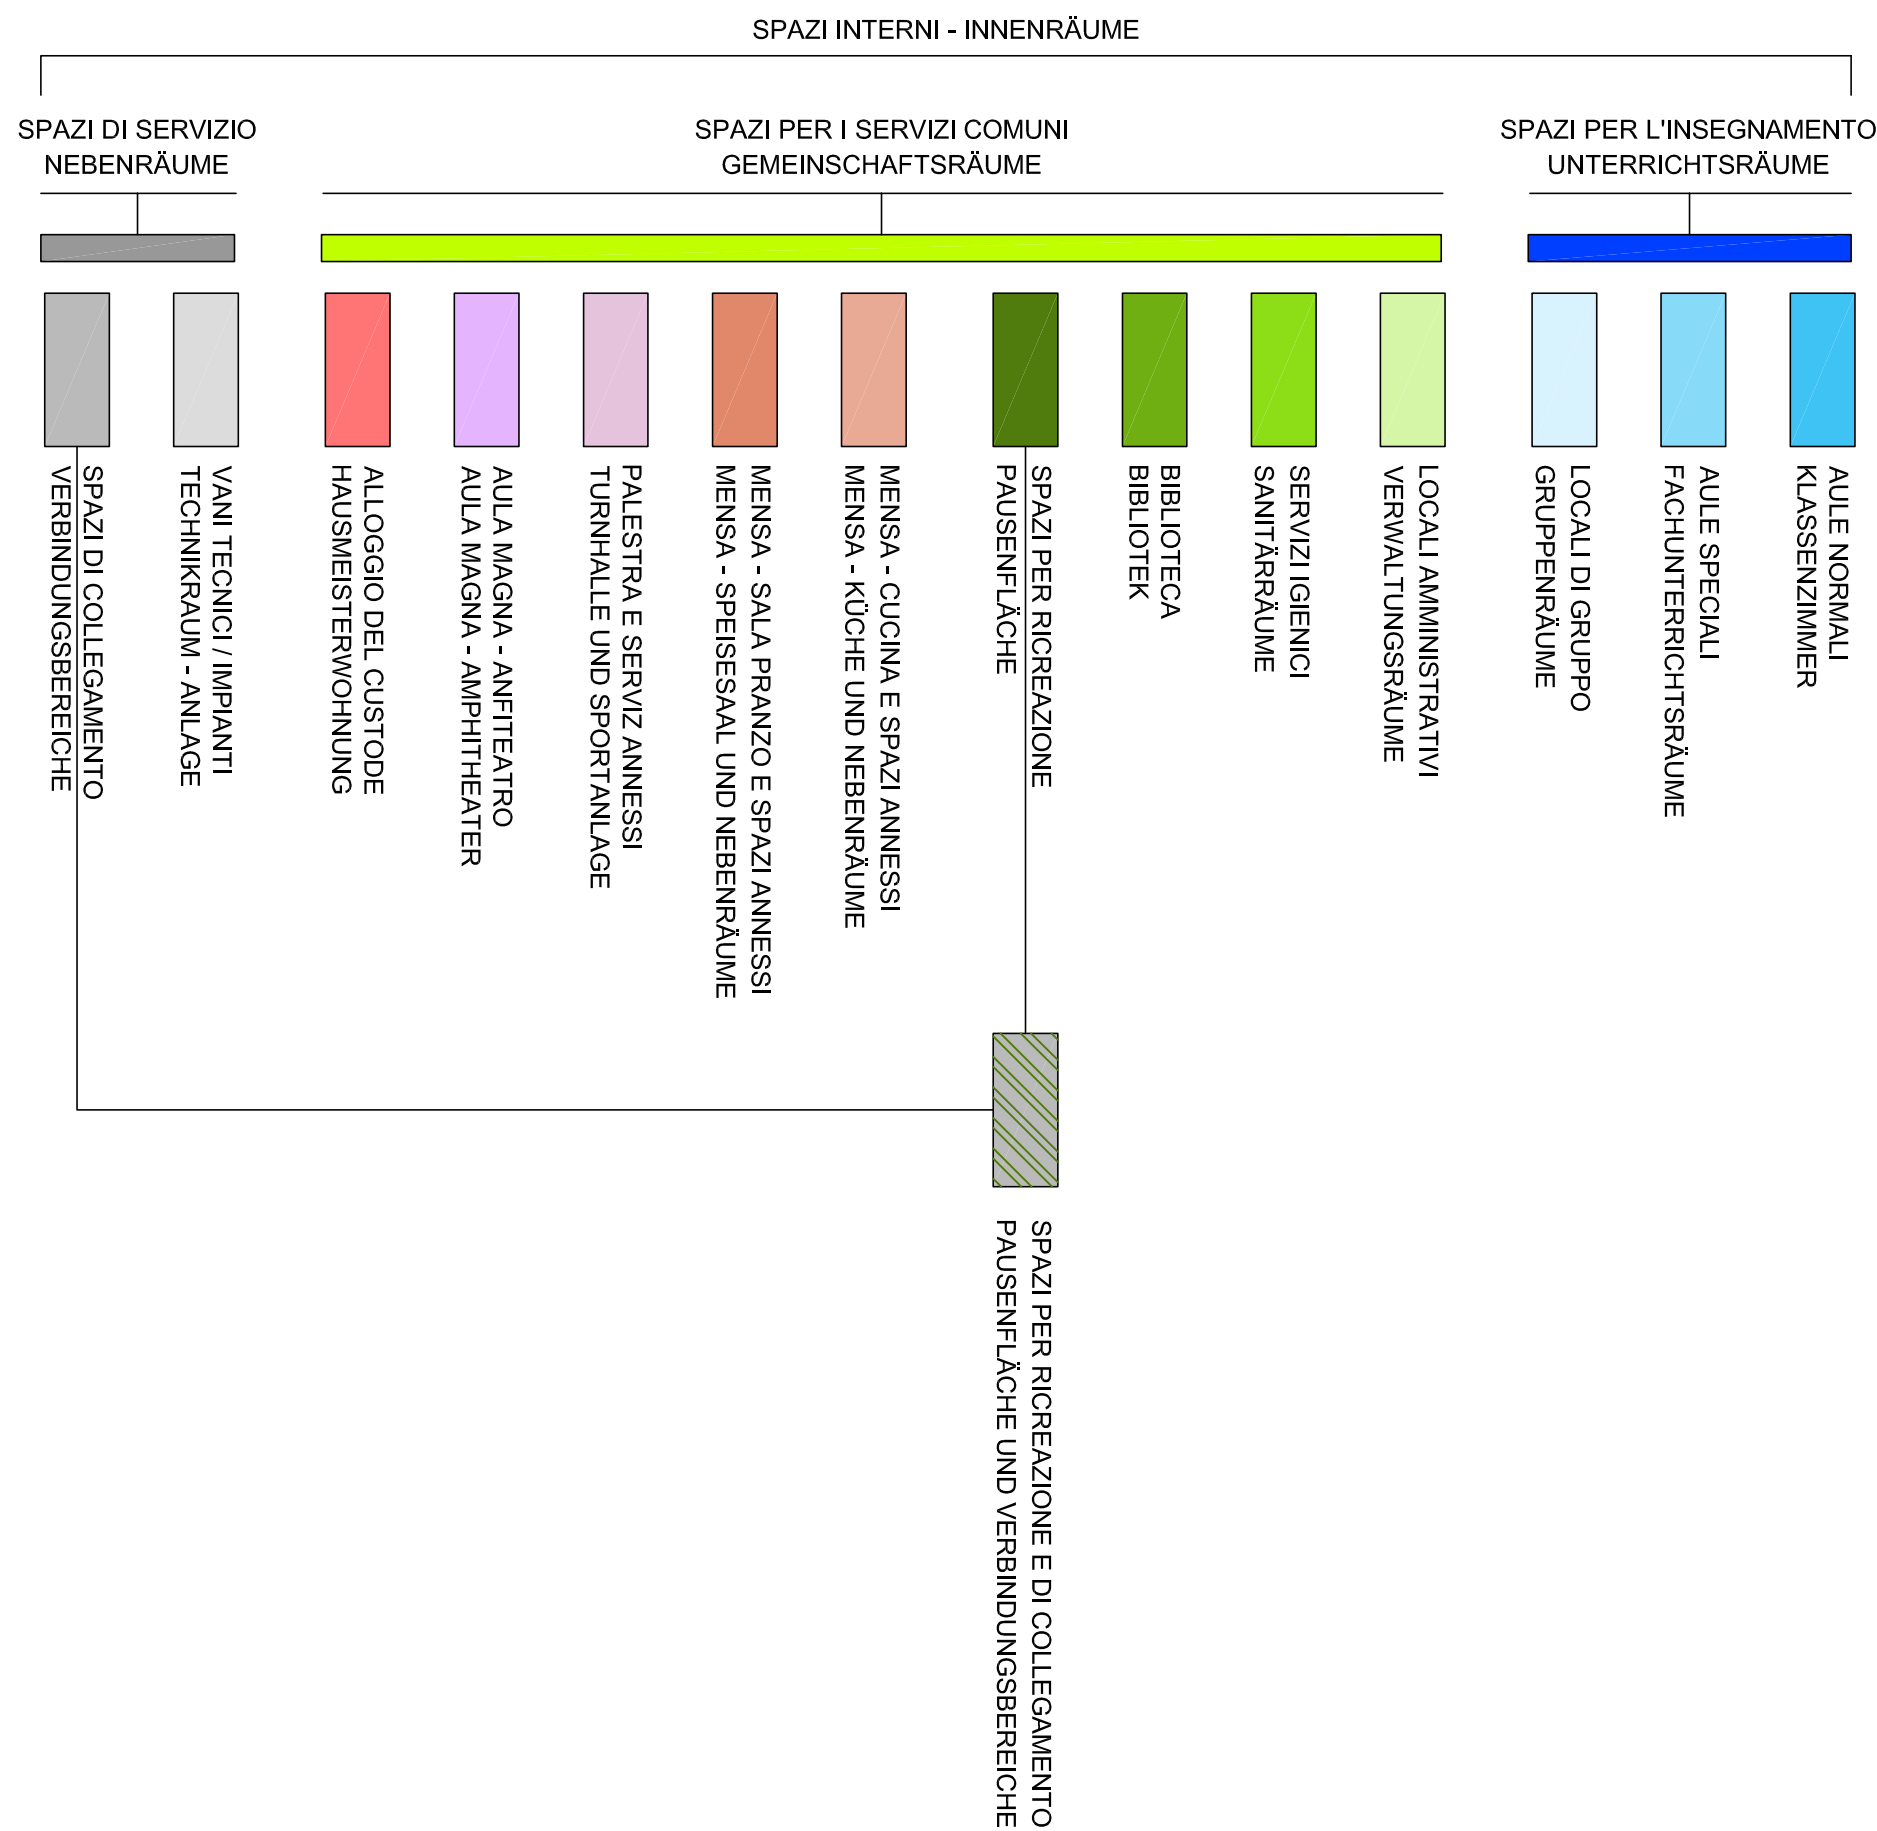 SPAZI INTERNI - INNENRÄUME
SPAZI DI SERVIZIO
NEBENRÄUME
SPAZI PER I SERVIZI COMUNI
GEMEINSCHAFTSRÄUME
SPAZI PER L'INSEGNAMENTO
UNTERRICHTSRÄUME
SPAZI DI COLLEGAMENTO
VERBINDUNGSBEREICHE
VANI TECNICI / IMPIANTI
TECHNIKRAUM - ANLAGE
ALLOGGIO DEL CUSTODE
HAUSMEISTERWOHNUNG
AULA MAGNA - ANFITEATRO
AULA MAGNA - AMPHITHEATER
PALESTRA E SERVIZ ANNESSI
TURNHALLE UND SPORTANLAGE
MENSA - SALA PRANZO E SPAZI ANNESSI
MENSA - SPEISESAAL UND NEBENRÄUME
MENSA - CUCINA E SPAZI ANNESSI
MENSA - KÜCHE UND NEBENRÄUME
SPAZI PER RICREAZIONE
PAUSENFLÄCHE
BIBLIOTECA
BIBLIOTEK
SERVIZI IGIENICI
SANITÄRRÄUME
LOCALI AMMINISTRATIVI
VERWALTUNGSRÄUME
LOCALI DI GRUPPO
GRUPPENRÄUME
AULE SPECIALI
FACHUNTERRICHTSRÄUME
AULE NORMALI
KLASSENZIMMER
SPAZI PER RICREAZIONE E DI COLLEGAMENTO
PAUSENFLÄCHE UND VERBINDUNGSBEREICHE